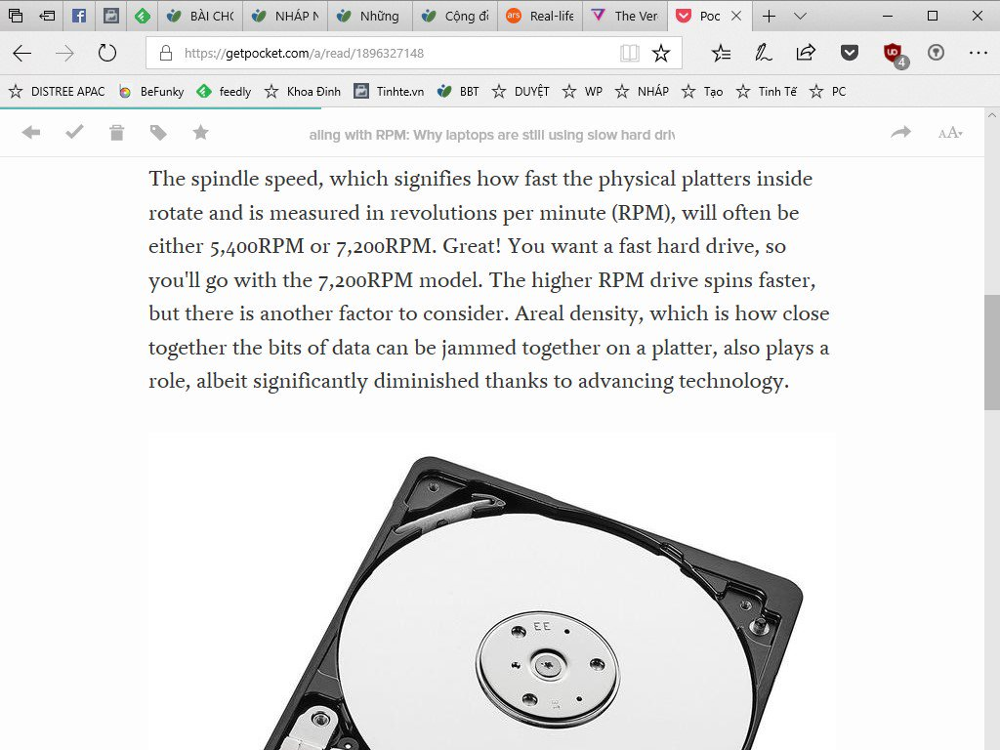 BÀI CHO
NHÁP N
Những
Cộng đồ
ars
Real-life
The Ver
Poc
https://getpocket.com/a/read/1896327148
UD
4
DISTREE APAC
BeFunky
feedly
Khoa Đinh
Tinhte.vn
BBT
DUYỆT
WP
NHÁP
Tạo
Tinh Tế
PC
aling with RPM: Why laptops are still using slow hard driv
AA
The spindle speed, which signifies how fast the physical platters inside
rotate and is measured in revolutions per minute (RPM), will often be
either 5,400RPM or 7,200RPM. Great! You want a fast hard drive, so
you'll go with the 7,200RPM model. The higher RPM drive spins faster,
but there is another factor to consider. Areal density, which is how close
together the bits of data can be jammed together on a platter, also plays a
role, albeit significantly diminished thanks to advancing technology.
EE